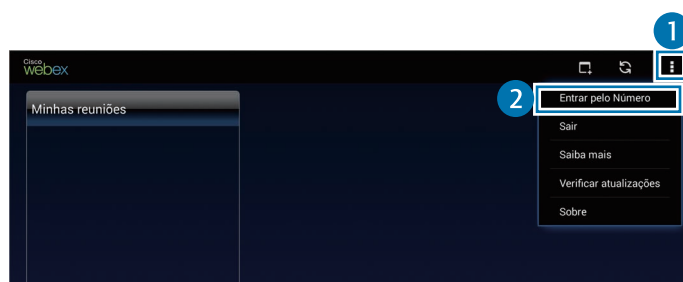 1
Cisco
webex
2
Entrar pelo Número
Minhas reuniões
Sair
Saiba mais
Verificar atualizações
Sobre